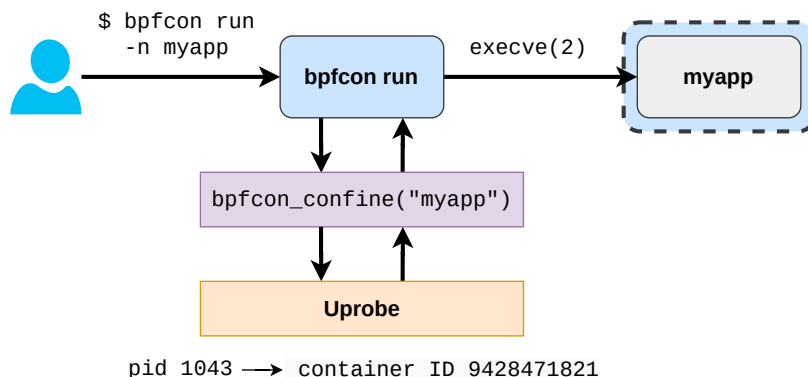 $ bpfcon run
-n myapp
execve(2)
bpfcon run
myapp
bpfcon_confine("myapp")
Uprobe
pid 1043 → container ID 9428471821